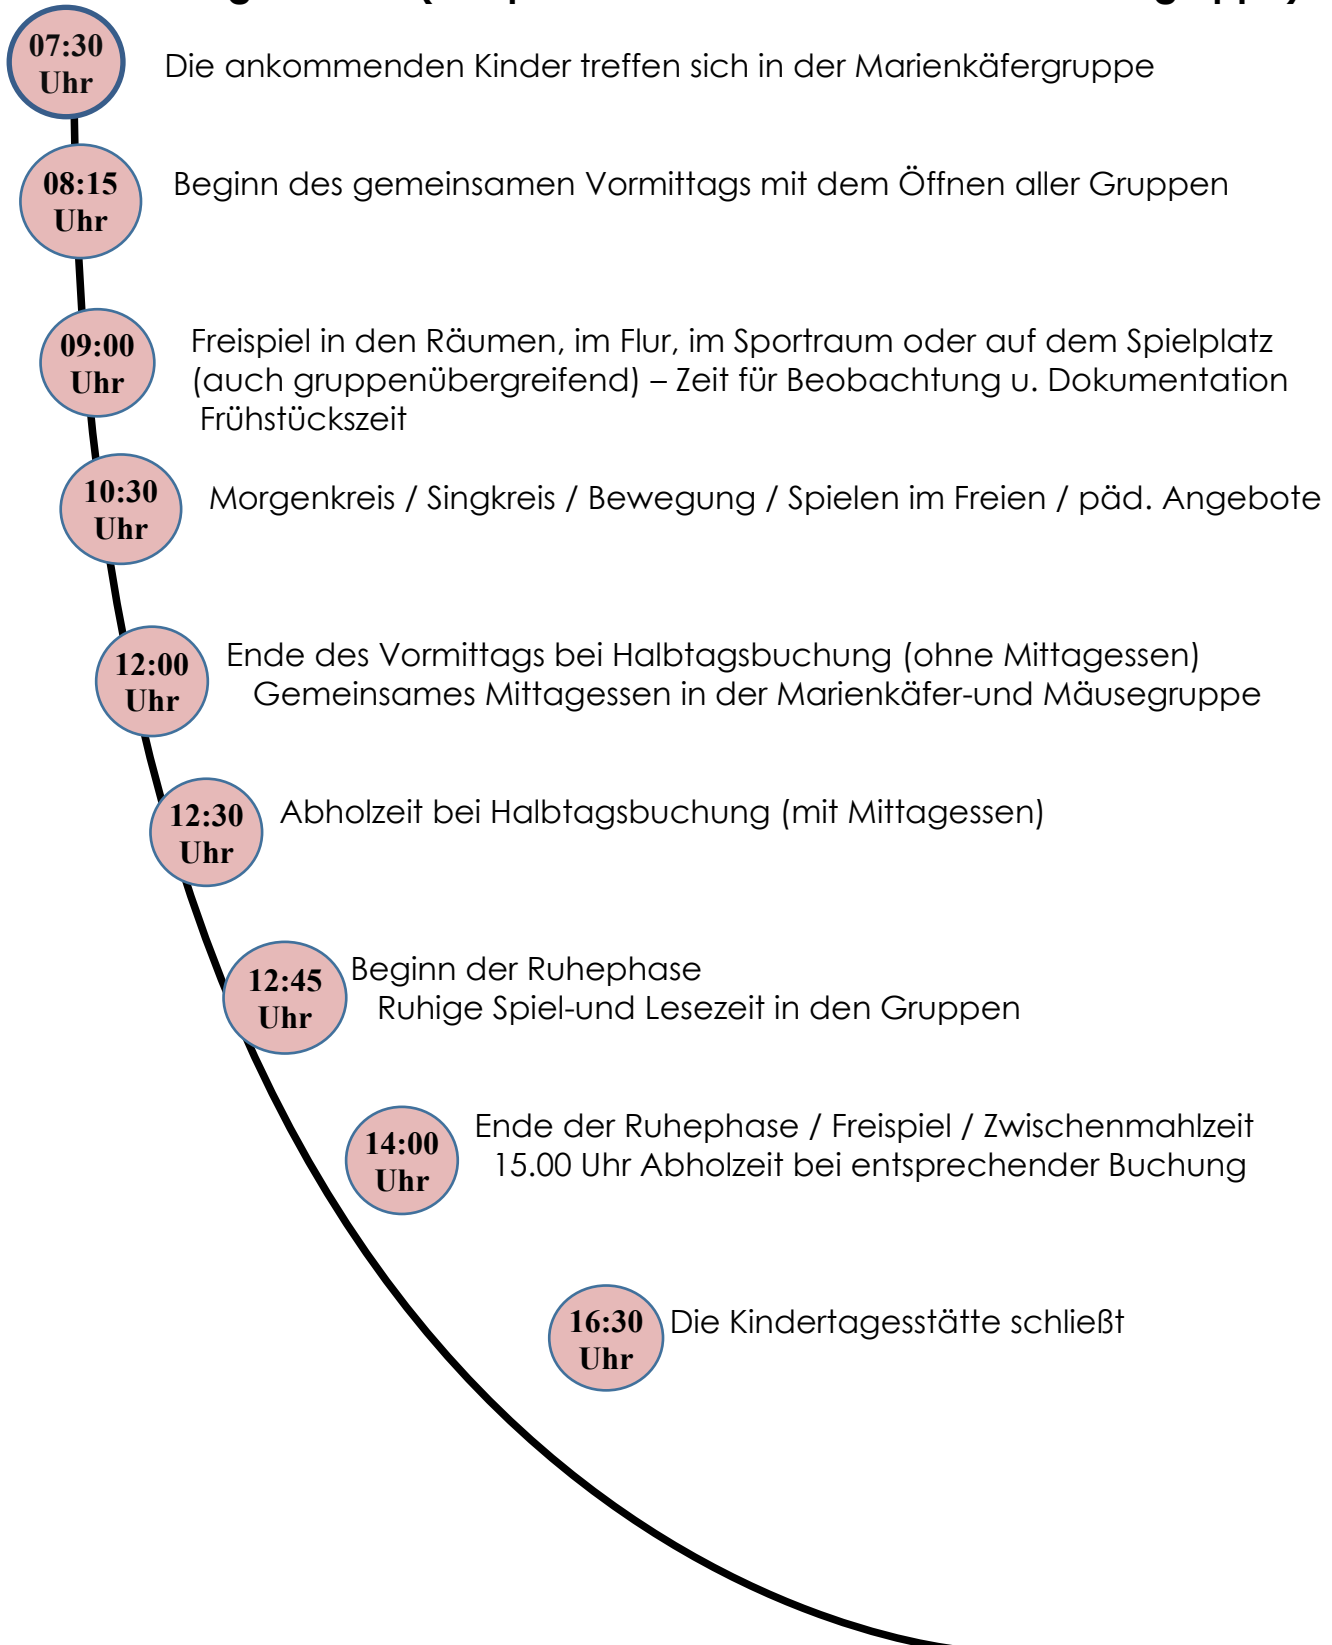 07:30
Uhr
Die ankommenden Kinder treffen sich in der Marienkäfergruppe
08:15
Uhr
Beginn des gemeinsamen Vormittags mit dem Öffnen aller Gruppen
09:00
Uhr
Freispiel in den Räumen, im Flur, im Sportraum oder auf dem Spielplatz
(auch gruppenübergreifend) – Zeit für Beobachtung u. Dokumentation
Frühstückszeit
10:30
Uhr
Morgenkreis / Singkreis / Bewegung / Spielen im Freien / päd. Angebote
12:00
Uhr
Ende des Vormittags bei Halbtagsbuchung (ohne Mittagessen)
Gemeinsames Mittagessen in der Marienkäfer-und Mäusegruppe
12:30
Uhr
Abholzeit bei Halbtagsbuchung (mit Mittagessen)
12:45
Uhr
Beginn der Ruhephase
Ruhige Spiel-und Lesezeit in den Gruppen
14:00
Uhr
Ende der Ruhephase / Freispiel / Zwischenmahlzeit
15.00 Uhr Abholzeit bei entsprechender Buchung
16:30
Uhr
Die Kindertagesstätte schließt